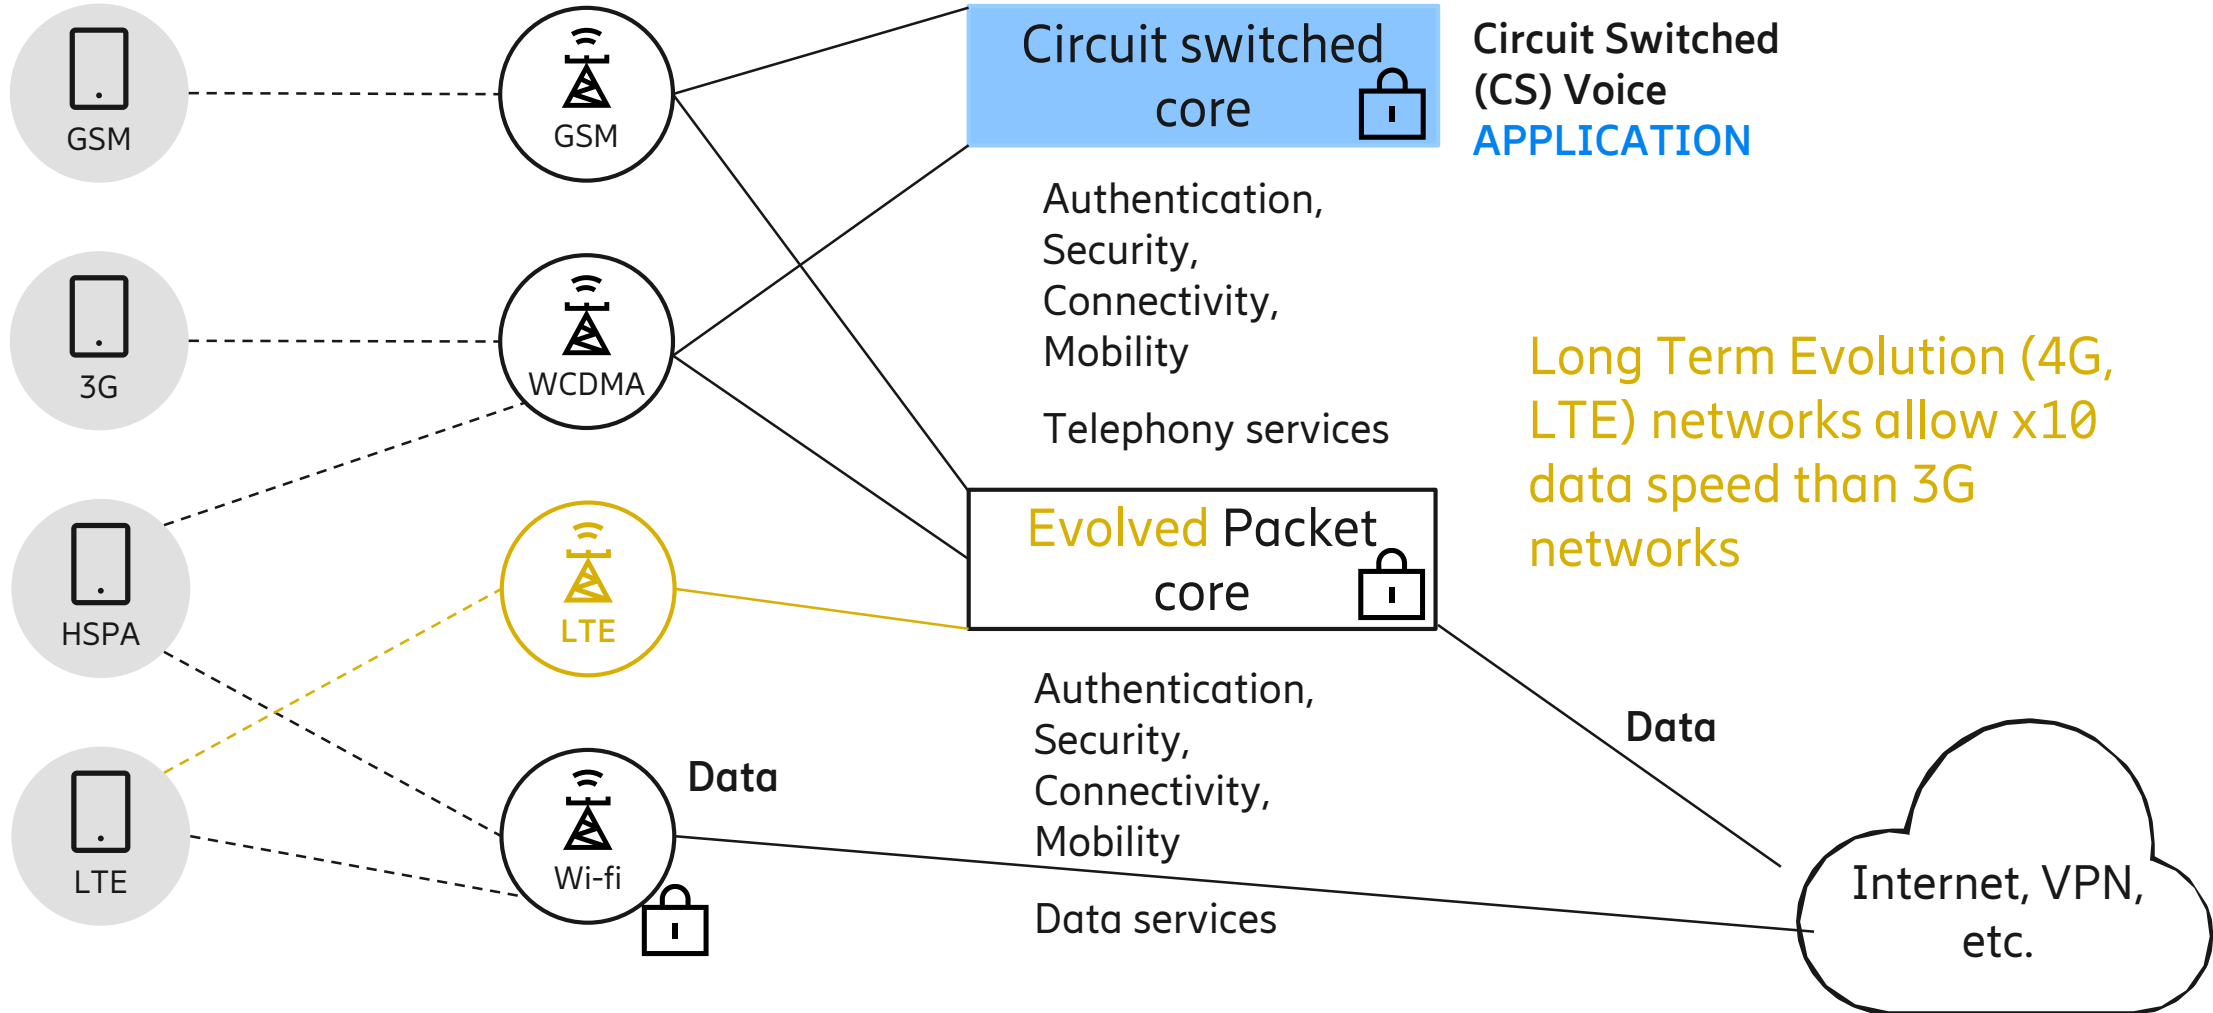 GSM
3G
HSPA
LTE
GSM
WCDMA
LTE
Wi-fi
Data
Circuit switched
core
Circuit Switched
(CS) Voice
APPLICATION
Authentication,
Security,
Connectivity,
Mobility
Telephony services
Evolved Packet
core
Long Term Evolution (4G,
LTE) networks allow x10
data speed than 3G
networks
Authentication,
Security,
Connectivity,
Mobility
Data services
Data
Internet, VPN,
etc.